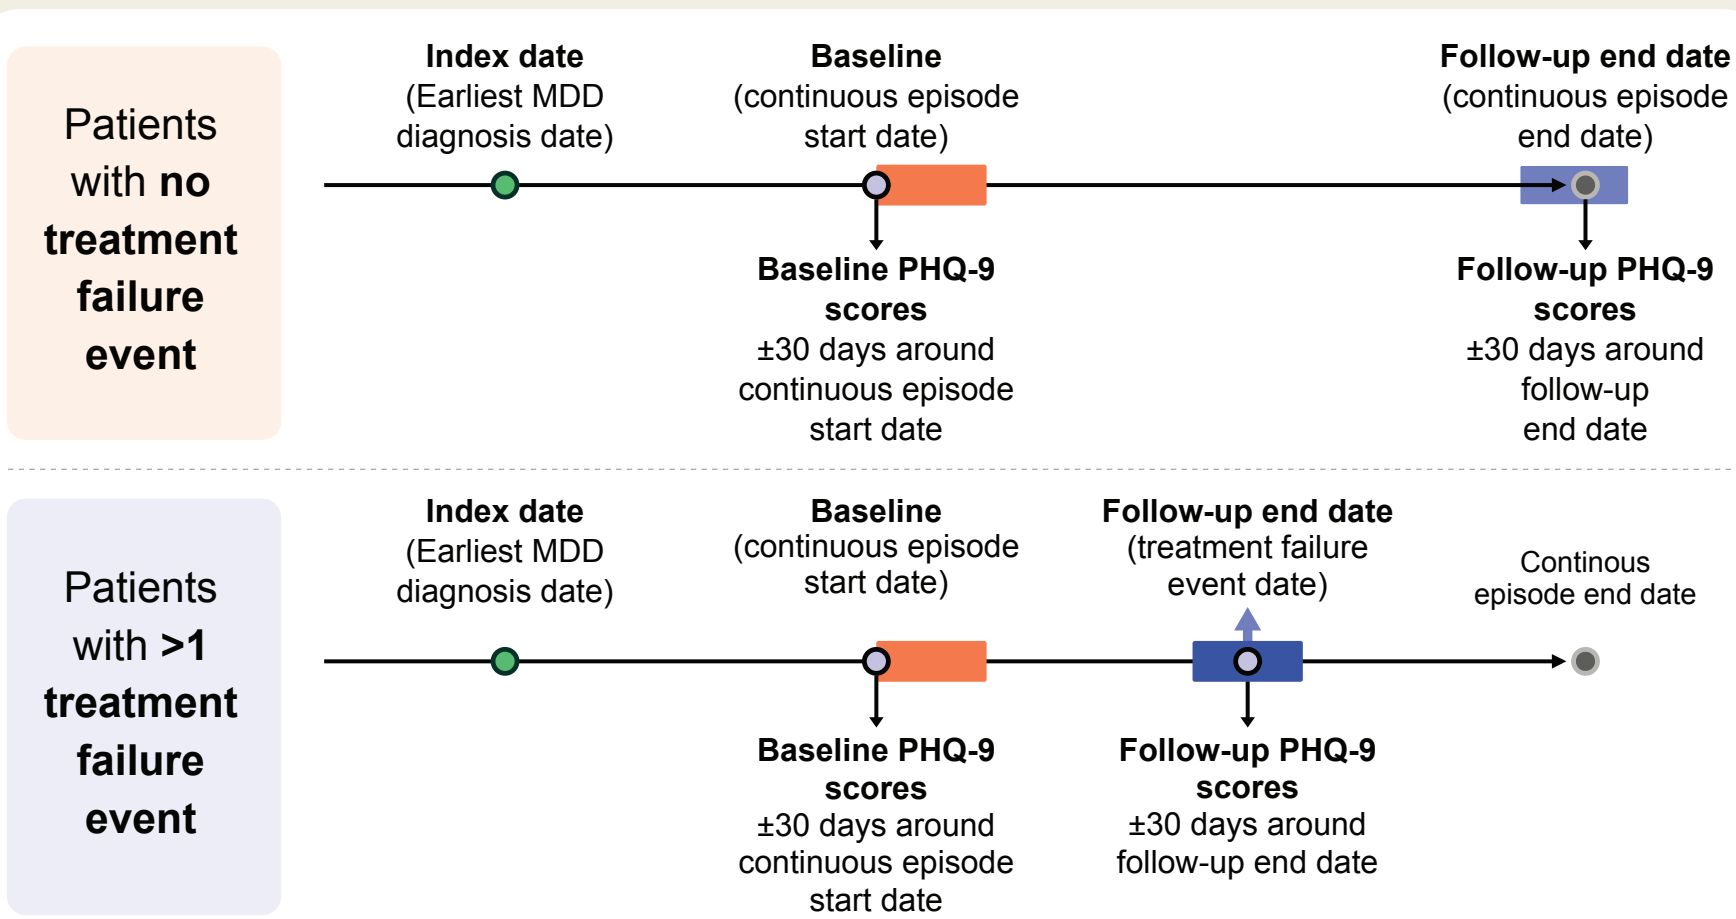 Patients
with no
treatment
failure
event
Index date
(Earliest MDD
diagnosis date)
Baseline
(continuous episode
start date)
Follow-up end date
(continuous episode
end date)
Baseline PHQ-9
scores
±30 days around
continuous episode
start date
Follow-up PHQ-9
scores
±30 days around
follow-up
end date
Patients
with >1
treatment
failure
event
Index date
(Earliest MDD
diagnosis date)
Baseline
(continuous episode
start date)
Follow-up end date
(treatment failure
event date)
Continous
episode end date
Baseline PHQ-9
scores
±30 days around
continuous episode
start date
Follow-up PHQ-9
scores
±30 days around
follow-up end date